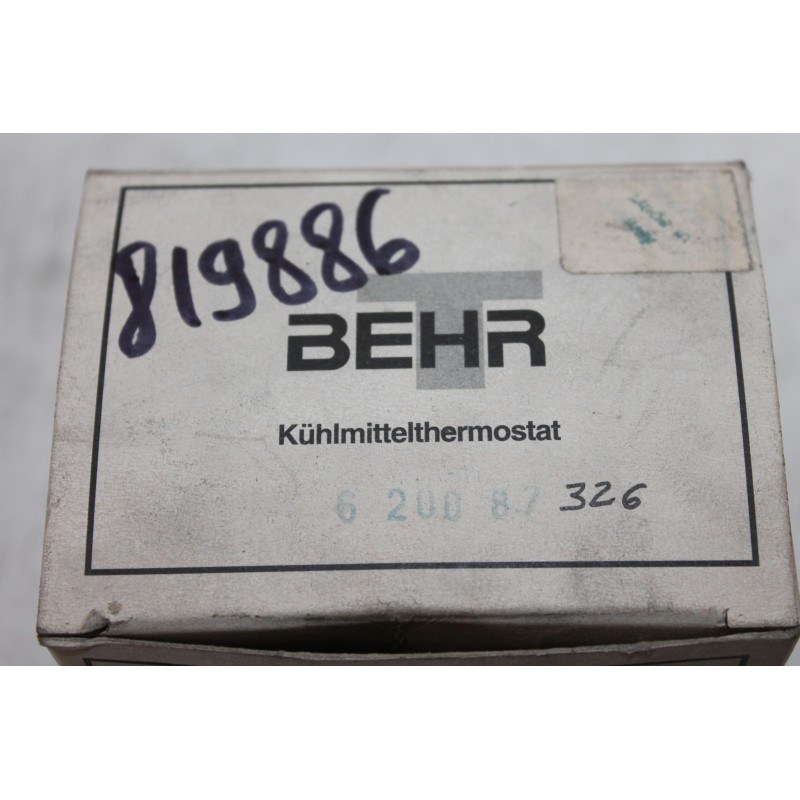 819886
BEHR
Kühlmittelthermostat
6 200 87 326